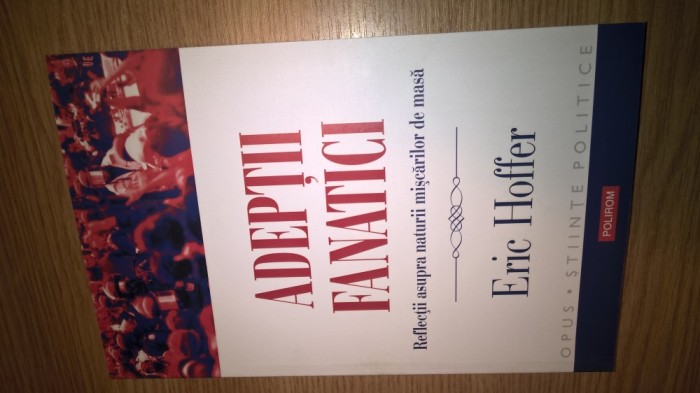 ADEPȚII
FANATICI
Reflecții asupra naturii mișcărilor de masă
Eric Hoffer
OPUS • ȘTIINȚE POLITICE
POLIROM